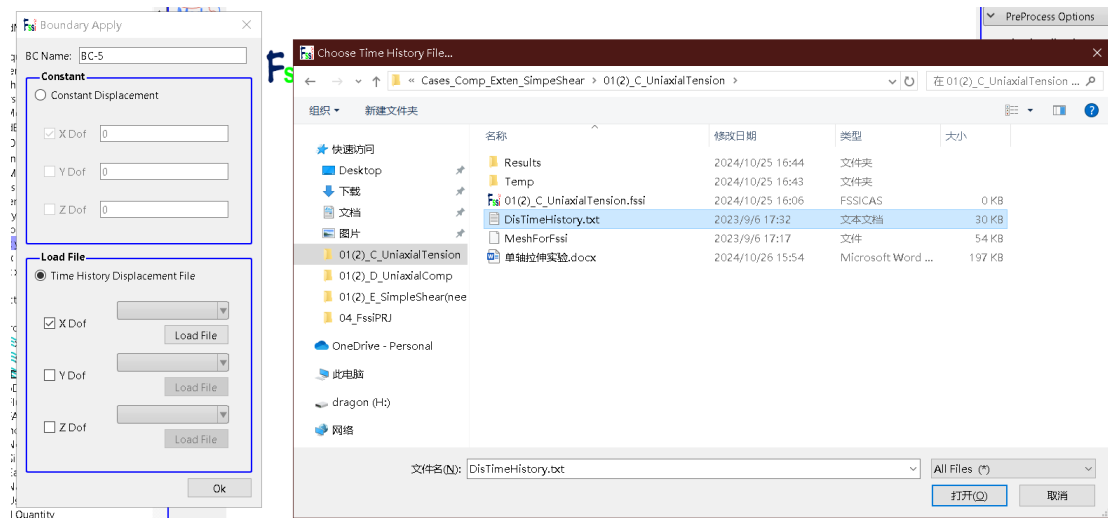 Boundary Apply
BC Name: BC-5
Constant
Constant Displacement
X Dof 0
Y Dof 0
Z Dof 0
Load File
Time History Displacement File
X Dof
Load File
Y Dof
Load File
Z Dof
Load File
Ok
Quantity
PreProcess Options
Choose Time History File...
« Cases_Comp_Exten_SimpeShear › 01(2)_C_UniaxialTension ›
在 01(2)_C_UniaxialTension ...
组织
新建文件夹
名称 修改日期 类型 大小
快速访问
Desktop
下载
文档
图片
01(2)_C_UniaxialTension
01(2)_D_UniaxialComp
01(2)_E_SimpleShear(nee
04_FssiPRJ
OneDrive - Personal
此电脑
dragon (H:)
网络
Results 2024/10/25 16:44 文件夹
Temp 2024/10/25 16:43 文件夹
01(2)_C_UniaxialTension.fssi 2024/10/25 16:06 FSSICAS 0 KB
DisTimeHistory.txt 2023/9/6 17:32 文本文档 30 KB
MeshForFssi 2023/9/6 17:17 文件 54 KB
单轴拉伸实验.docx 2024/10/26 15:54 Microsoft Word ... 197 KB
文件名(N): DisTimeHistory.txt
All Files (*)
打开(O)
取消